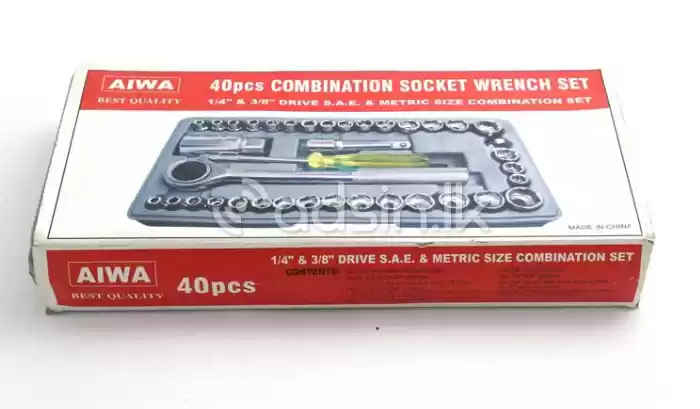 AIWA
BEST QUALITY
40pcs COMBINATION SOCKET WRENCH SET
1/4" & 3/8" DRIVE S.A.E. & METRIC SIZE COMBINATION SET
adsin.lk
MADE IN CHINA
AIWA
BEST QUALITY
40pcs
1/4" & 3/8" DRIVE S.A.E. & METRIC SIZE COMBINATION SET
CONTENTS: